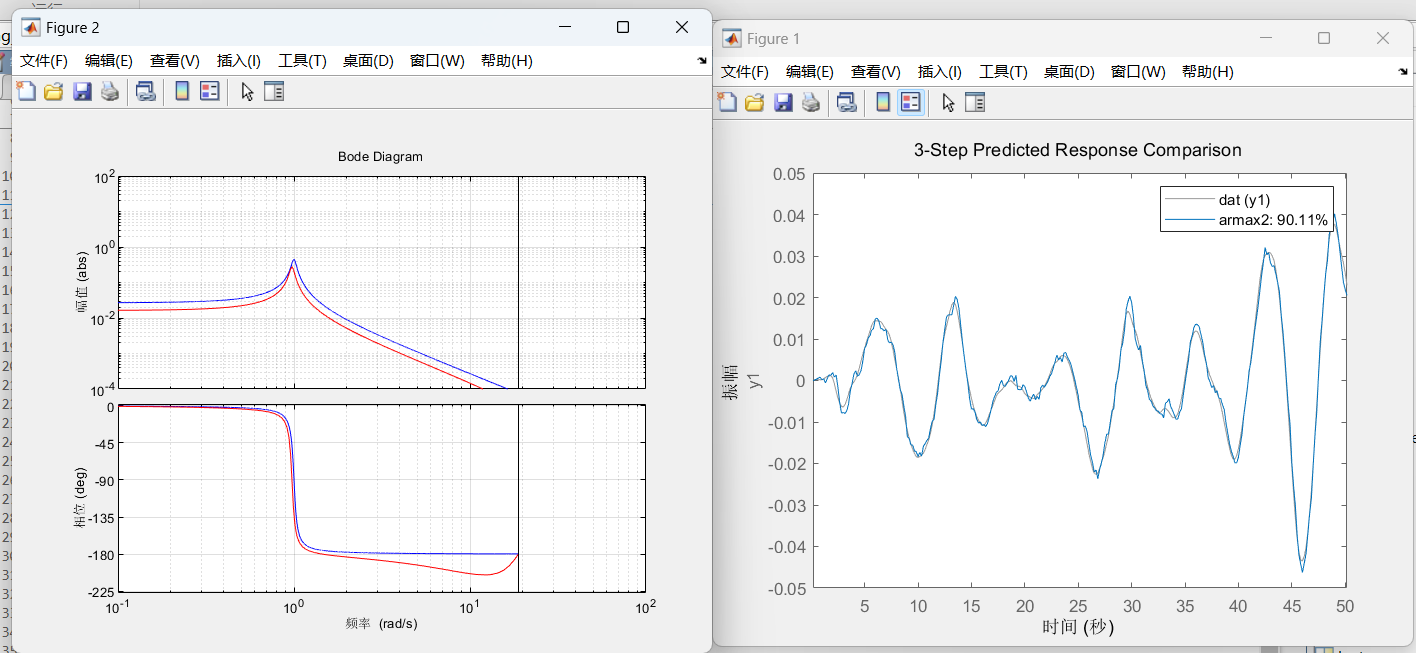 Figure 2
文件(F) 编辑(E) 查看(V) 插入(I) 工具(T) 桌面(D) 窗口(W) 帮助(H)
Bode Diagram
10^2
10^0
10^-2
10^-4
幅值 (abs)
0
-45
-90
-135
-180
-225
相位 (deg)
10^-1 10^0 10^1 10^2
频率 (rad/s)
Figure 1
文件(F) 编辑(E) 查看(V) 插入(I) 工具(T) 桌面(D) 窗口(W) 帮助(H)
3-Step Predicted Response Comparison
dat (y1)
armax2: 90.11%
0.05
0.04
0.03
0.02
0.01
0
-0.01
-0.02
-0.03
-0.04
-0.05
振幅
y1
5 10 15 20 25 30 35 40 45 50
时间 (秒)